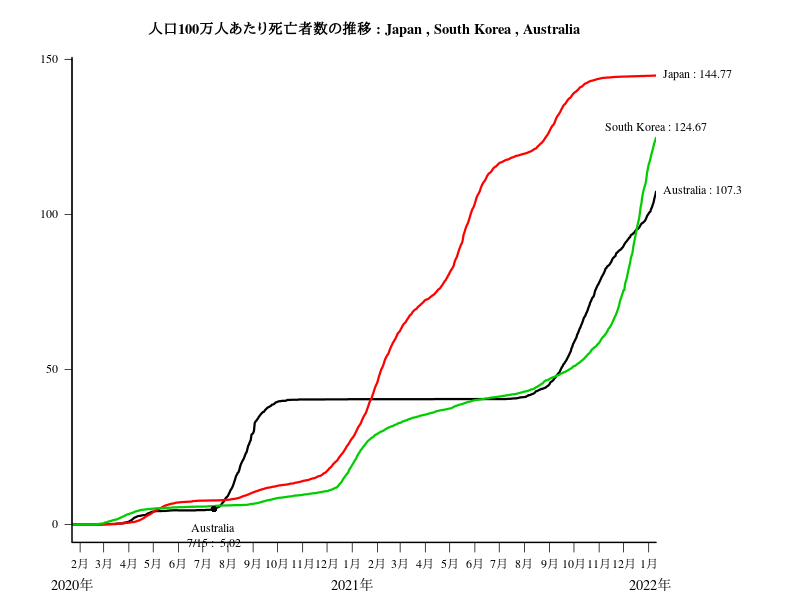 人口100万人あたり死亡者数の推移 : Japan , South Korea , Australia
150
100
50
0
Japan : 144.77
South Korea : 124.67
Australia : 107.3
Australia
7/15 : 5.02
2月 3月 4月 5月 6月 7月 8月 9月 10月 11月 12月 1月 2月 3月 4月 5月 6月 7月 8月 9月 10月 11月 12月 1月
2020年 2021年 2022年